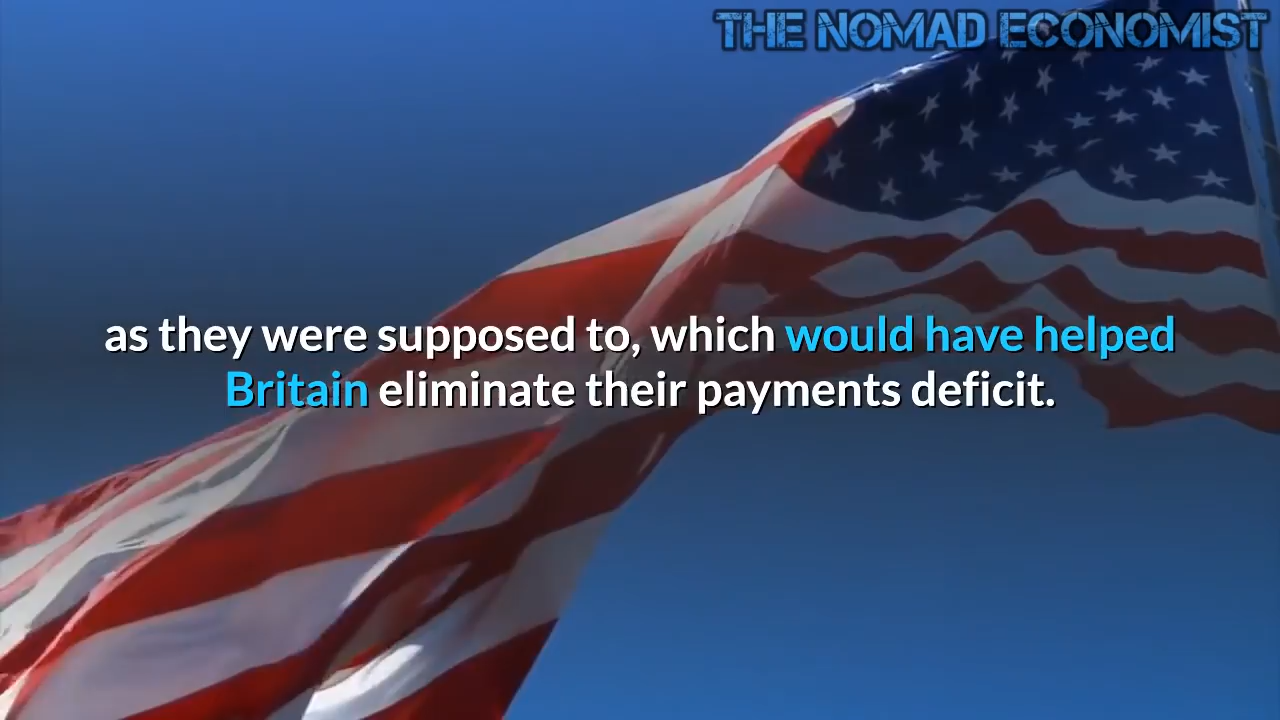 THE NOMAD ECONOMIST
as they were supposed to, which would have helped
Britain eliminate their payments deficit.